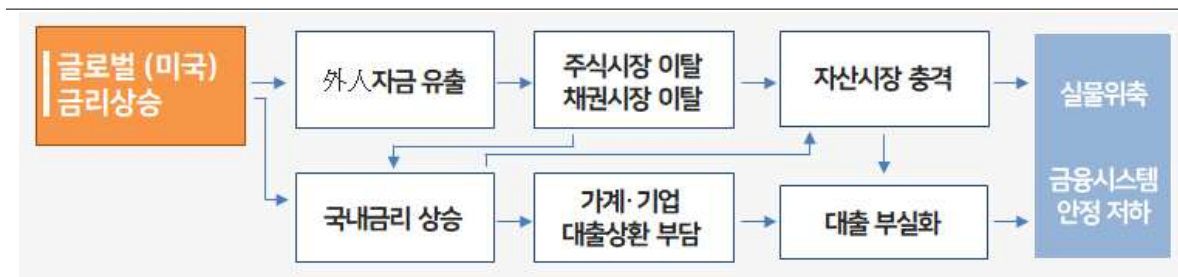 글로벌 (미국)
금리상승
外人자금 유출
주식시장 이탈
채권시장 이탈
자산시장 충격
국내금리 상승
가계·기업
대출상환 부담
대출 부실화
실물위축
금융시스템
안정 저하